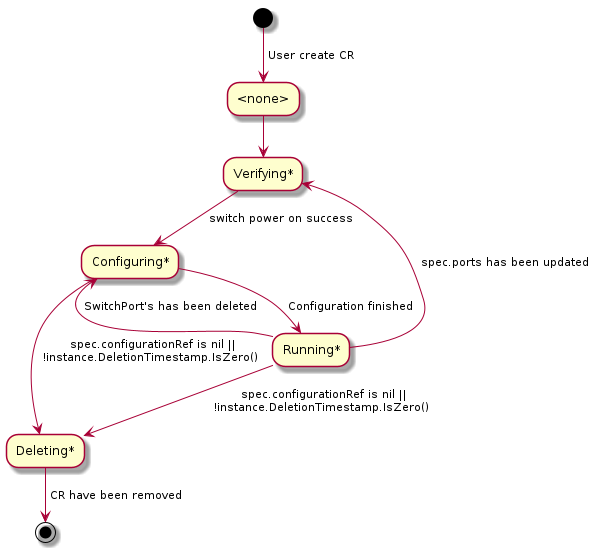 User create CR
<none>
Verifying*
switch power on success
Configuring*
spec.ports has been updated
SwitchPort's has been deleted
Configuration finished
spec.configurationRef is nil ||
!instance.DeletionTimestamp.IsZero()
Running*
spec.configurationRef is nil ||
!instance.DeletionTimestamp.IsZero()
Deleting*
CR have been removed